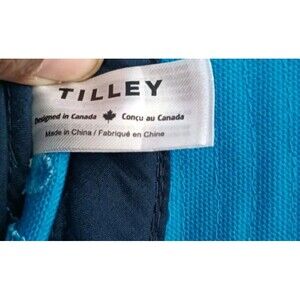 TILLEY
Designed in Canada Conçu au Canada
Made in China / Fabriqué en Chine